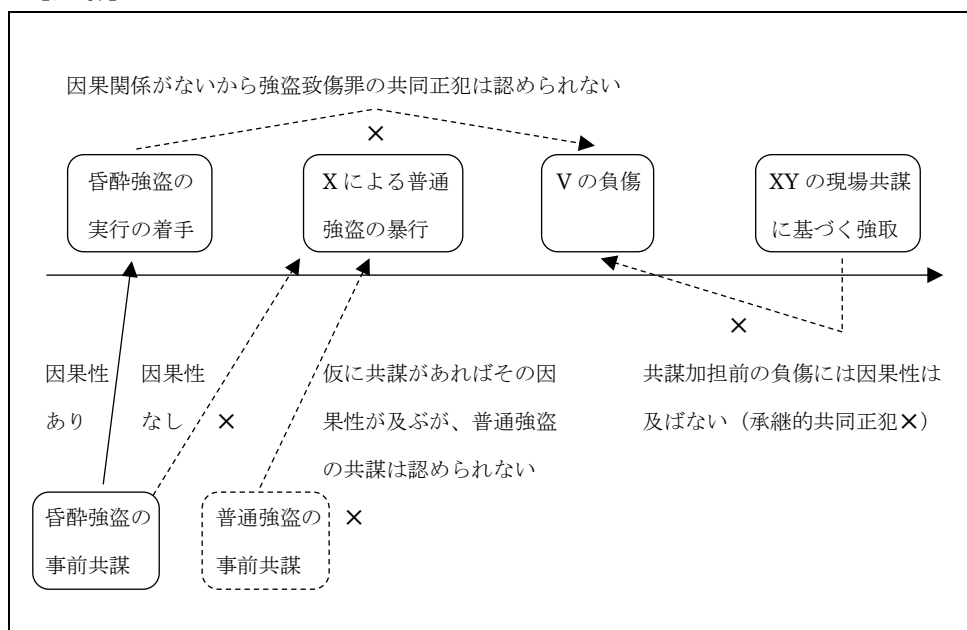 因果関係がないから強盗致傷罪の共同正犯は認められない
×
昏酔強盗の
実行の着手
X による普通
強盗の暴行
V の負傷
XY の現場共謀
に基づく強取
×
因果性
あり
因果性
なし ×
仮に共謀があればその因
果性が及ぶが、普通強盗
の共謀は認められない
共謀加担前の負傷には因果性は
及ばない（承継的共同正犯×）
昏酔強盗の
事前共謀
普通強盗の
事前共謀
×